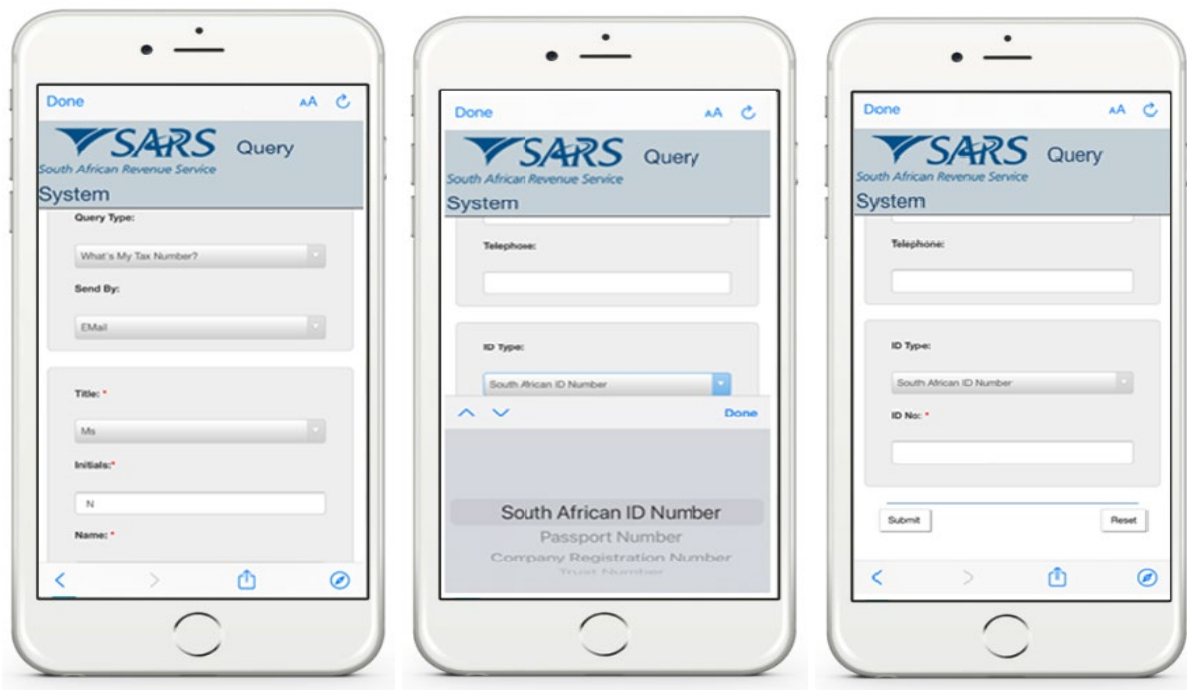 Done AA
SARS Query
South African Revenue Service
System
Query Type:
What's My Tax Number?
Send By:
EMail
Title: *
Ms
Initials:*
N
Name: *
Done AA
SARS Query
South African Revenue Service
System
Telephone:
ID Type:
South African ID Number
Done
South African ID Number
Passport Number
Company Registration Number
Trust Number
Done AA
SARS Query
South African Revenue Service
System
Telephone:
ID Type:
South African ID Number
ID No: *
Submit Reset